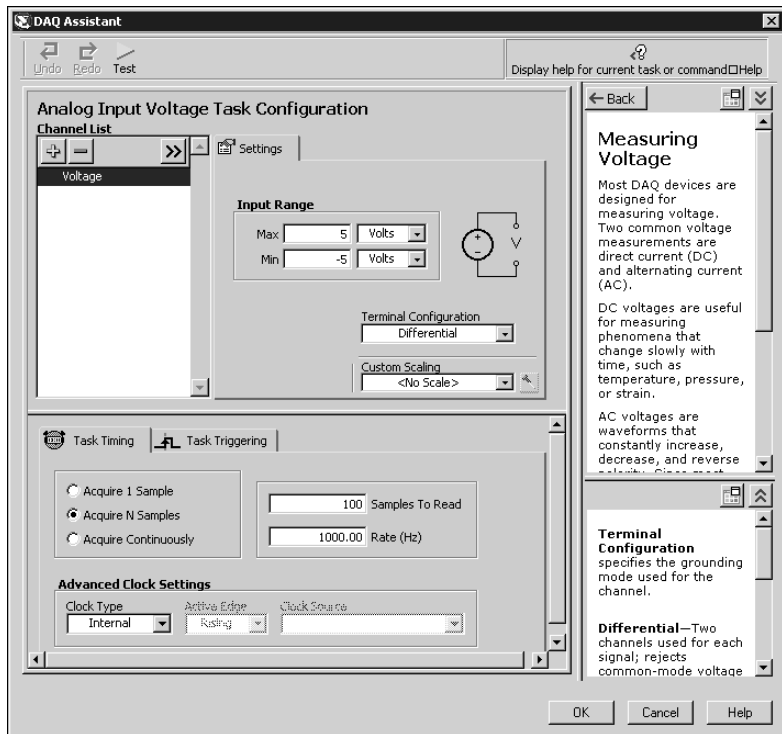 DAQ Assistant
Undo Redo Test
Display help for current task or command□Help
Analog Input Voltage Task Configuration
Channel List
Voltage
Settings
Input Range
Max 5 Volts
Min -5 Volts
+
-
V
Terminal Configuration
Differential
Custom Scaling
<No Scale>
Task Timing
Task Triggering
Acquire 1 Sample
Acquire N Samples
Acquire Continuously
100 Samples To Read
1000.00 Rate (Hz)
Advanced Clock Settings
Clock Type Active Edge Clock Source
Internal Rising
Back
Measuring
Voltage
Most DAQ devices are
designed for
measuring voltage.
Two common voltage
measurements are
direct current (DC)
and alternating current
(AC).
DC voltages are useful
for measuring
phenomena that
change slowly with
time, such as
temperature, pressure,
or strain.
AC voltages are
waveforms that
constantly increase,
decrease, and reverse
polarity. Since most
Terminal
Configuration
specifies the grounding
mode used for the
channel.
Differential—Two
channels used for each
signal; rejects
common-mode voltage
OK Cancel Help